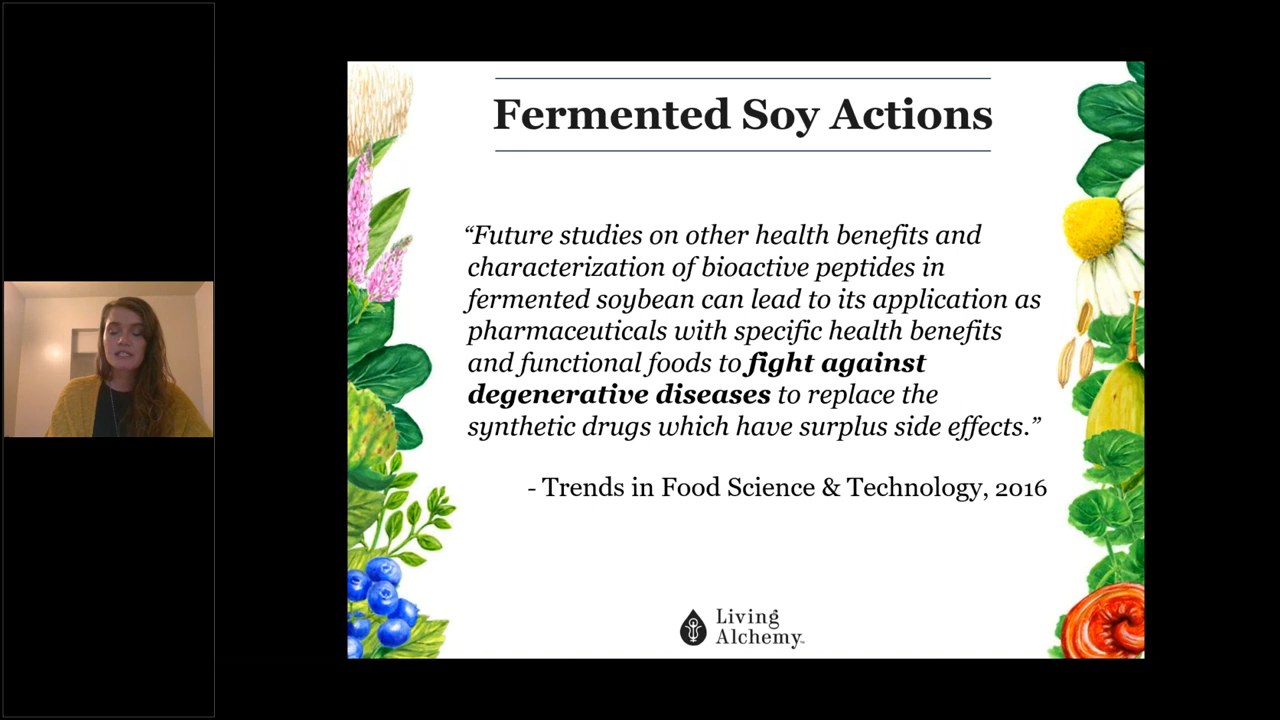 Fermented Soy Actions
“Future studies on other health benefits and
characterization of bioactive peptides in
fermented soybean can lead to its application as
pharmaceuticals with specific health benefits
and functional foods to fight against
degenerative diseases to replace the
synthetic drugs which have surplus side effects.”
- Trends in Food Science & Technology, 2016
Living
Alchemy™